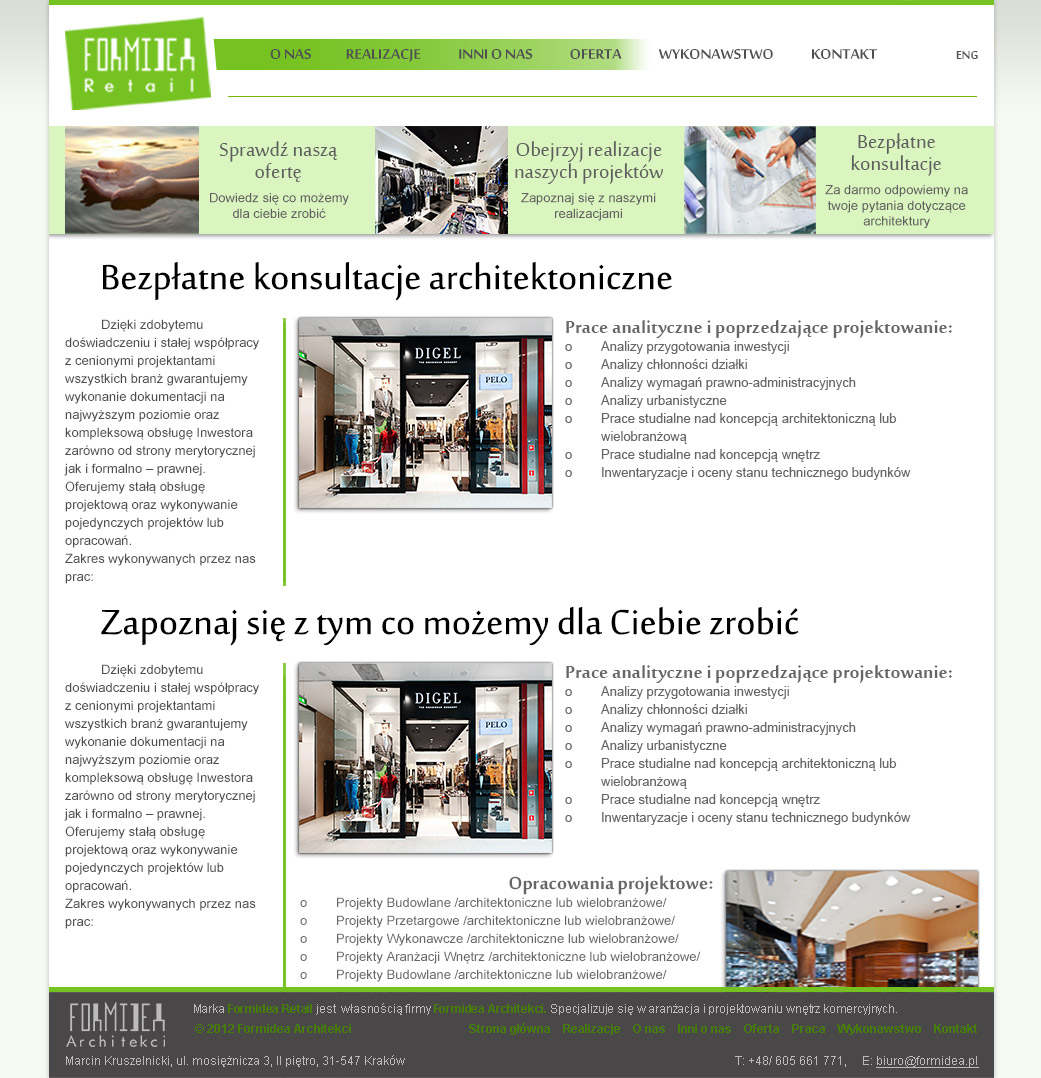 FORMIDEA
Retail
O NAS REALIZACJE INNI O NAS OFERTA WYKONAWSTWO KONTAKT ENG
Sprawdź naszą
ofertę
Dowiedz się co możemy
dla ciebie zrobić
Obejrzyj realizacje
naszych projektów
Zapoznaj się z naszymi
realizacjami
Bezpłatne
konsultacje
Za darmo odpowiemy na
twoje pytania dotyczące
architektury
Bezpłatne konsultacje architektoniczne
Dzięki zdobytemu
doświadczeniu i stałej współpracy
z cenionymi projektantami
wszystkich branż gwarantujemy
wykonanie dokumentacji na
najwyższym poziomie oraz
kompleksową obsługę Inwestora
zarówno od strony merytorycznej
jak i formalno – prawnej.
Oferujemy stałą obsługę
projektową oraz wykonywanie
pojedynczych projektów lub
opracowań.
Zakres wykonywanych przez nas
prac:
DIGEL
PELO
Prace analityczne i poprzedzające projektowanie:
o Analizy przygotowania inwestycji
o Analizy chłonności działki
o Analizy wymagań prawno-administracyjnych
o Analizy urbanistyczne
o Prace studialne nad koncepcją architektoniczną lub
wielobranżową
o Prace studialne nad koncepcją wnętrz
o Inwentaryzacje i oceny stanu technicznego budynków
Zapoznaj się z tym co możemy dla Ciebie zrobić
Dzięki zdobytemu
doświadczeniu i stałej współpracy
z cenionymi projektantami
wszystkich branż gwarantujemy
wykonanie dokumentacji na
najwyższym poziomie oraz
kompleksową obsługę Inwestora
zarówno od strony merytorycznej
jak i formalno – prawnej.
Oferujemy stałą obsługę
projektową oraz wykonywanie
pojedynczych projektów lub
opracowań.
Zakres wykonywanych przez nas
prac:
DIGEL
PELO
Prace analityczne i poprzedzające projektowanie:
o Analizy przygotowania inwestycji
o Analizy chłonności działki
o Analizy wymagań prawno-administracyjnych
o Analizy urbanistyczne
o Prace studialne nad koncepcją architektoniczną lub
wielobranżową
o Prace studialne nad koncepcją wnętrz
o Inwentaryzacje i oceny stanu technicznego budynków
Opracowania projektowe:
o Projekty Budowlane /architektoniczne lub wielobranżowe/
o Projekty Przetargowe /architektoniczne lub wielobranżowe/
o Projekty Wykonawcze /architektoniczne lub wielobranżowe/
o Projekty Aranżacji Wnętrz /architektoniczne lub wielobranżowe/
o Projekty Budowlane /architektoniczne lub wielobranżowe/
FORMIDEA
Architekci
Marka Formidea Retail jest własnością firmy Formidea Architekci. Specjalizuje się w aranżacja i projektowaniu wnętrz komercyjnych.
© 2012 Formidea Architekci Strona główna Realizacje O nas Inni o nas Oferta Praca Wykonawstwo Kontakt
Marcin Kruszelnicki, ul. mosiężnicza 3, II piętro, 31-547 Kraków T: +48/ 605 661 771, E: biuro@formidea.pl